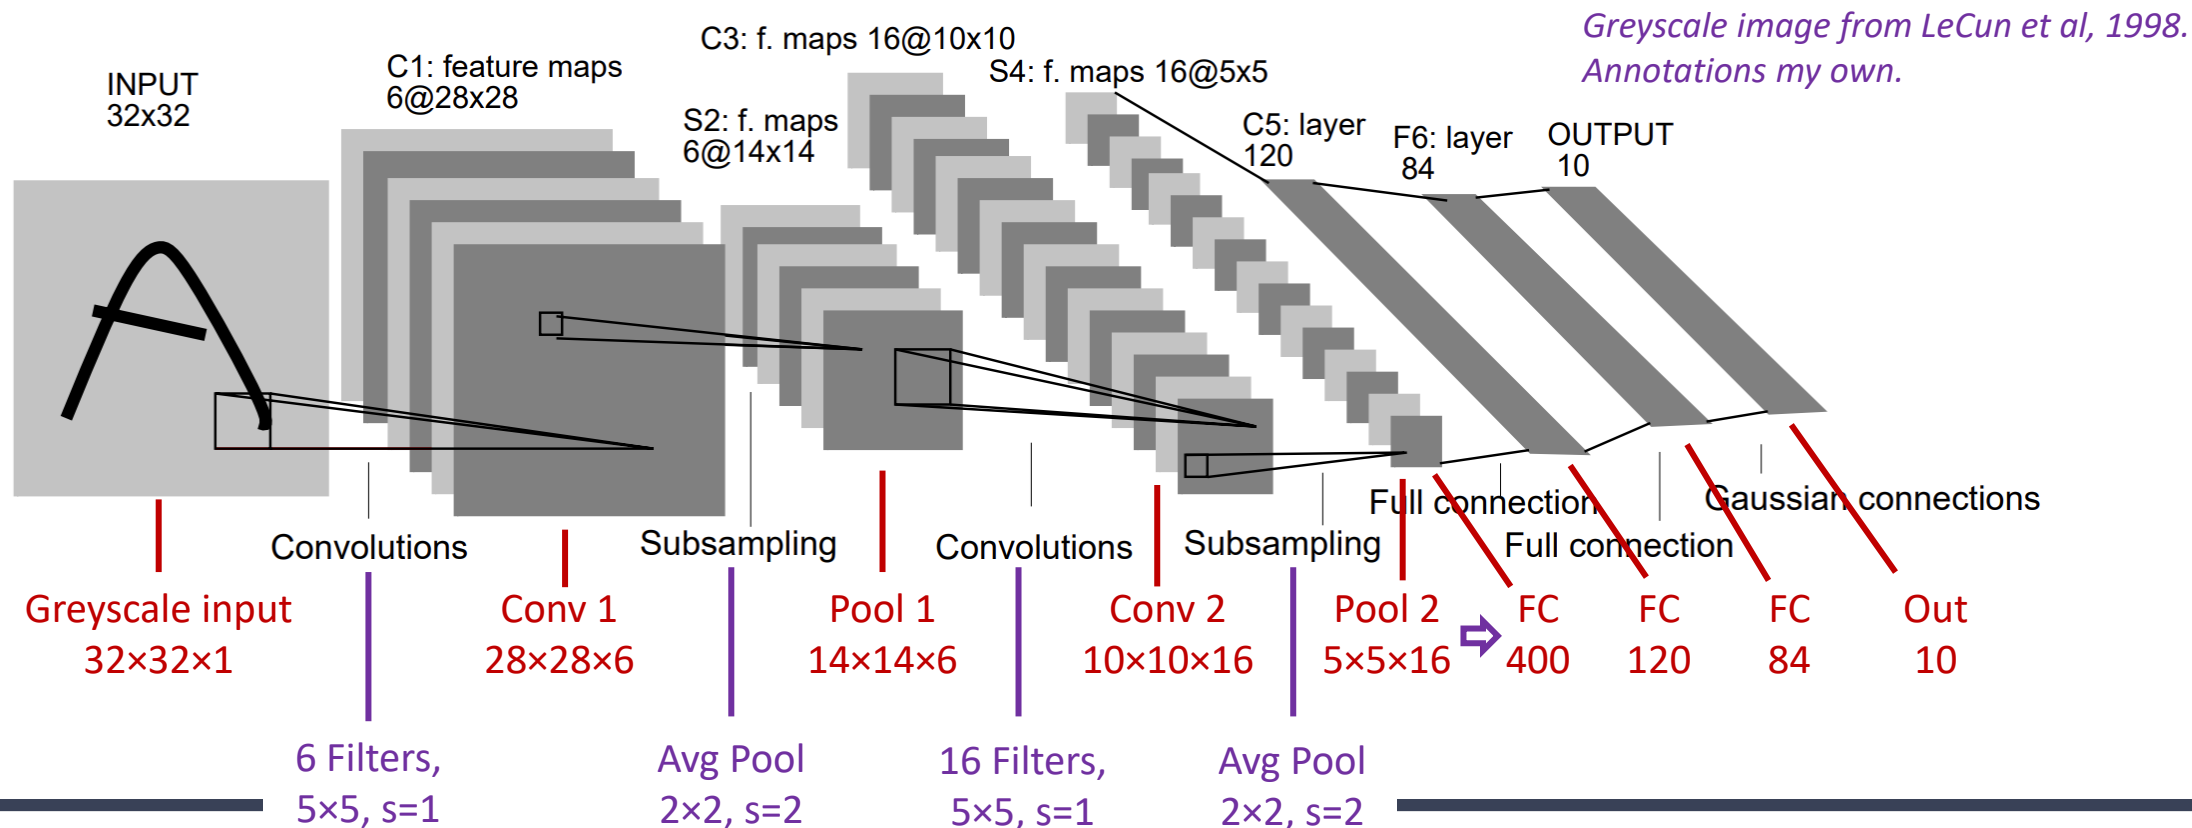 Greyscale image from LeCun et al, 1998.
Annotations my own.
INPUT
32x32
C1: feature maps
6@28x28
S2: f. maps
6@14x14
C3: f. maps 16@10x10
S4: f. maps 16@5x5
C5: layer
120
F6: layer
84
OUTPUT
10
Convolutions
Subsampling
Convolutions
Subsampling
Full connection
Full connection
Gaussian connections
Greyscale input
32×32×1
Conv 1
28×28×6
Pool 1
14×14×6
Conv 2
10×10×16
Pool 2
5×5×16
FC
400
FC
120
FC
84
Out
10
6 Filters,
5×5, s=1
Avg Pool
2×2, s=2
16 Filters,
5×5, s=1
Avg Pool
2×2, s=2